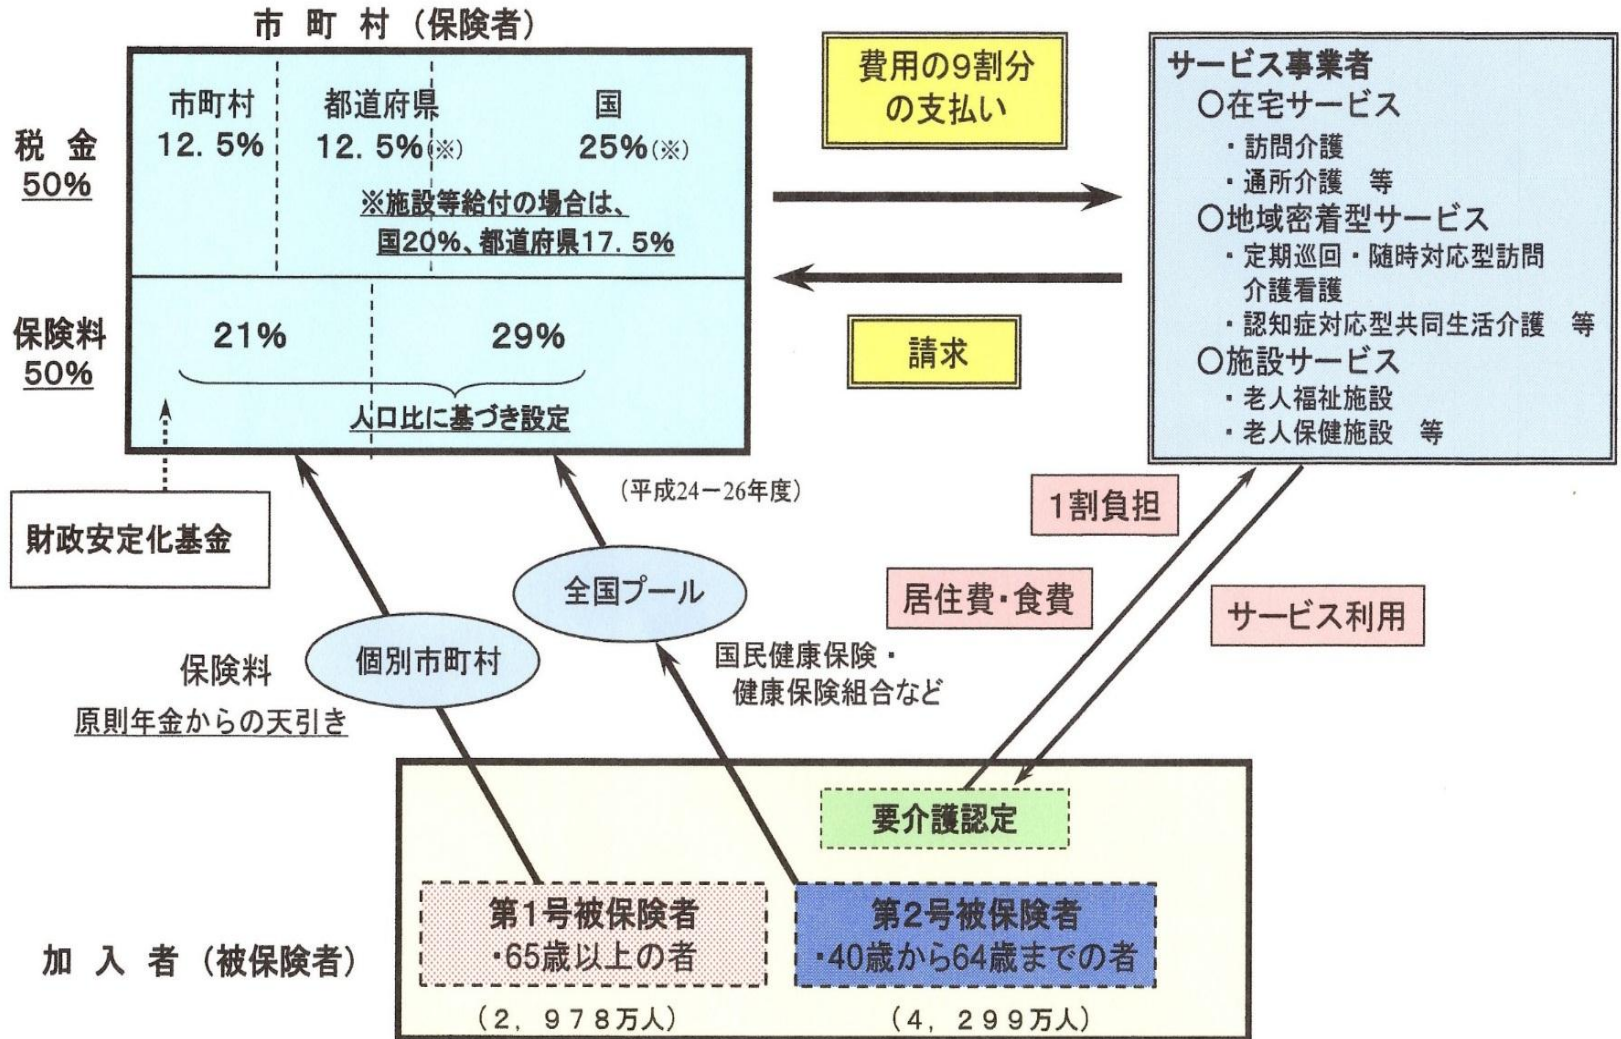 市 町 村 (保険者)
税 金
50%
市町村
12.5%
都道府県
12.5%(※)
国
25%(※)
※施設等給付の場合は、
国20%、都道府県17.5%
保険料
50%
21%
29%
人口比に基づき設定
費用の9割分
の支払い
請求
サービス事業者
○在宅サービス
・訪問介護
・通所介護 等
○地域密着型サービス
・定期巡回・随時対応型訪問
介護看護
・認知症対応型共同生活介護 等
○施設サービス
・老人福祉施設
・老人保健施設 等
財政安定化基金
(平成24-26年度)
1割負担
全国プール
居住費・食費
サービス利用
個別市町村
保険料
原則年金からの天引き
国民健康保険・
健康保険組合など
要介護認定
加 入 者 (被保険者)
第1号被保険者
・65歳以上の者
(2,978万人)
第2号被保険者
・40歳から64歳までの者
(4,299万人)